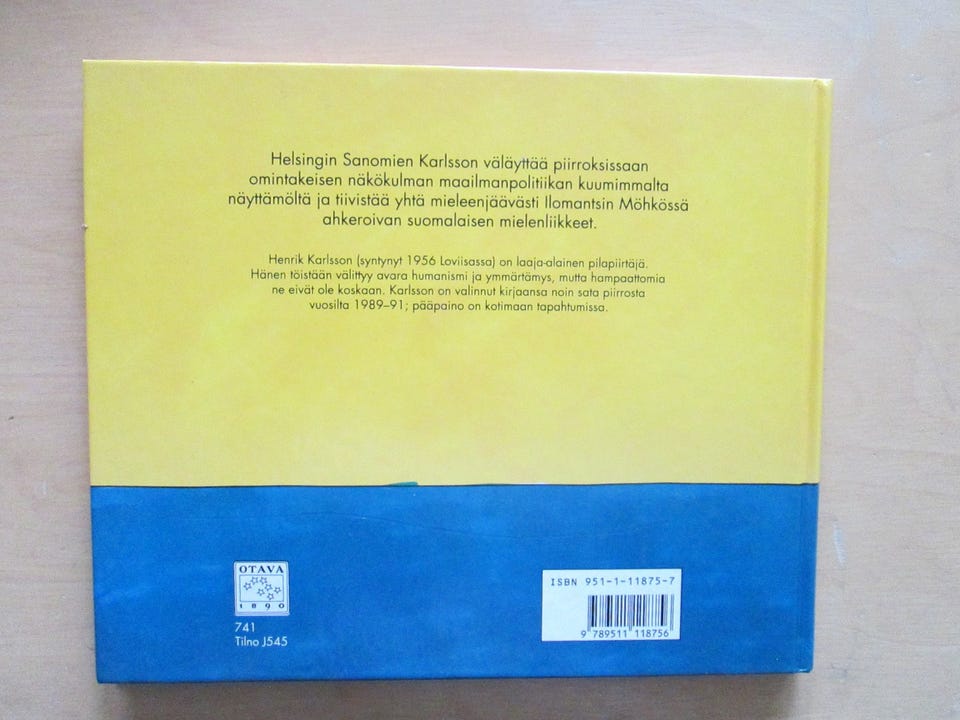 Helsingin Sanomien Karlsson väläyttää piirroksissaan
omintakeisen näkökulman maailmanpolitiikan kuumimmalta
näyttämöltä ja tiivistää yhtä mieleenjäävästi Ilomantsin Möhkössä
ahkeroivan suomalaisen mielenliikkeet.
Henrik Karlsson (syntynyt 1956 Loviisassa) on laaja-alainen pilapiirtäjä.
Hänen töistään välittyy avara humanismi ja ymmärtämys, mutta hampaattomia
ne eivät ole koskaan. Karlsson on valinnut kirjaansa noin sata piirrosta
vuosilta 1989–91; pääpaino on kotimaan tapahtumissa.
OTAVA
1890
741
Tilno J545
ISBN 951-1-11875-7
9 789511 118756